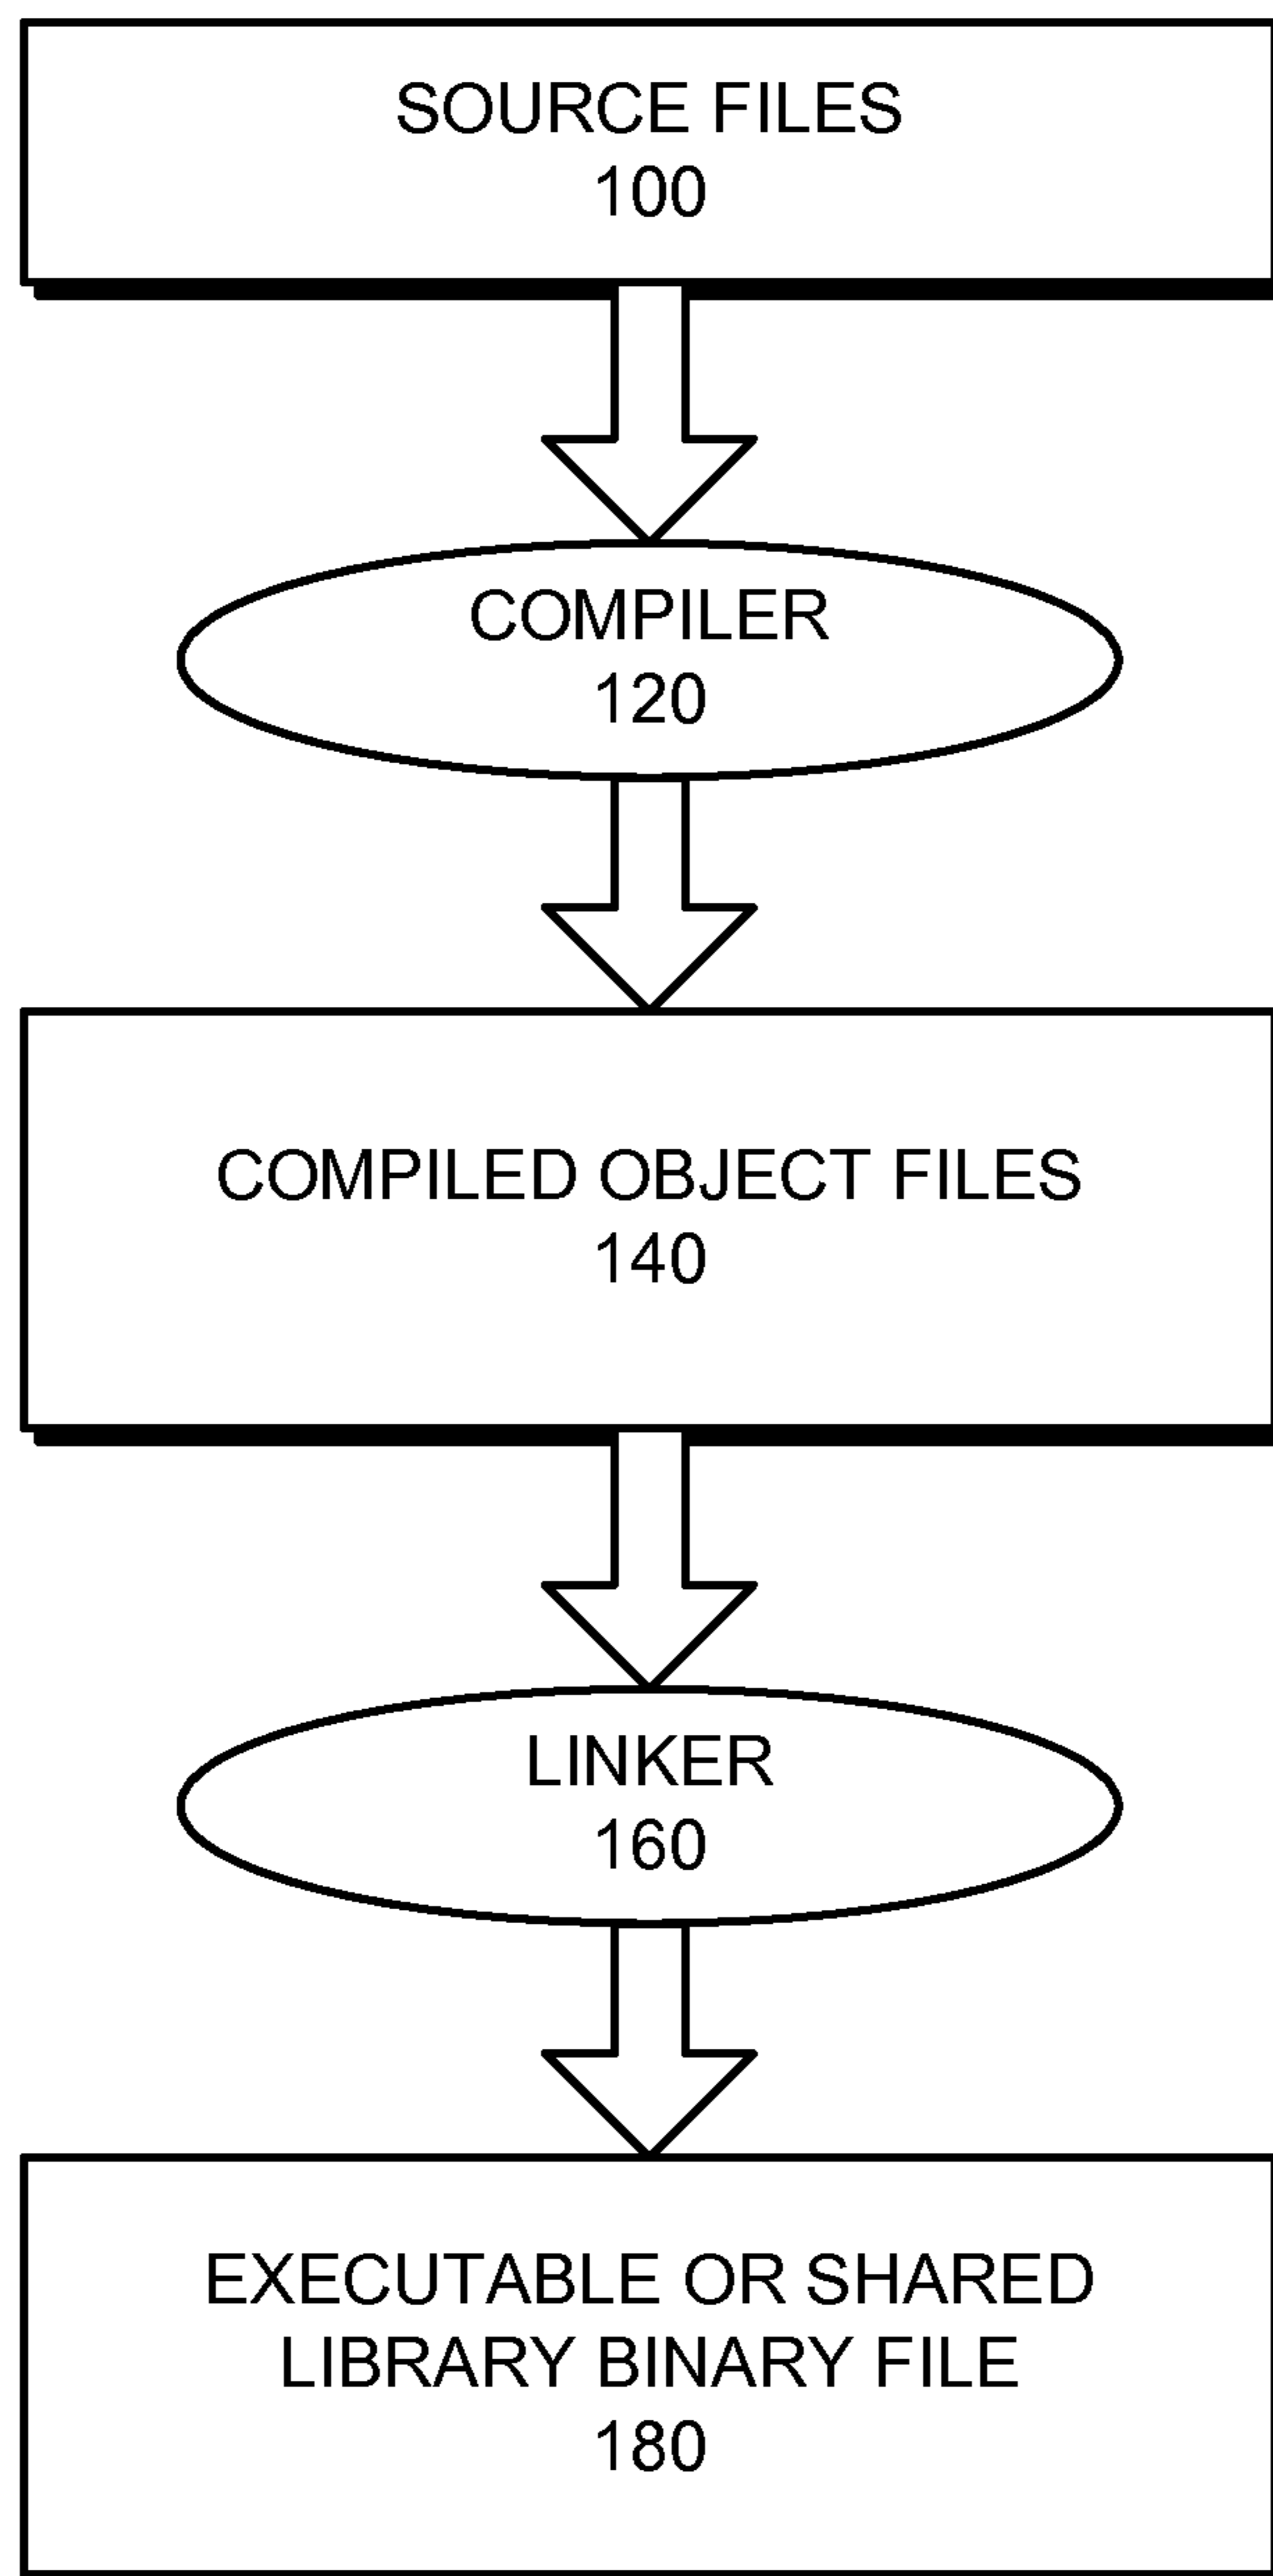 SOURCE FILES
100
COMPILER
120
COMPILED OBJECT FILES
140
LINKER
160
EXECUTABLE OR SHARED
LIBRARY BINARY FILE
180